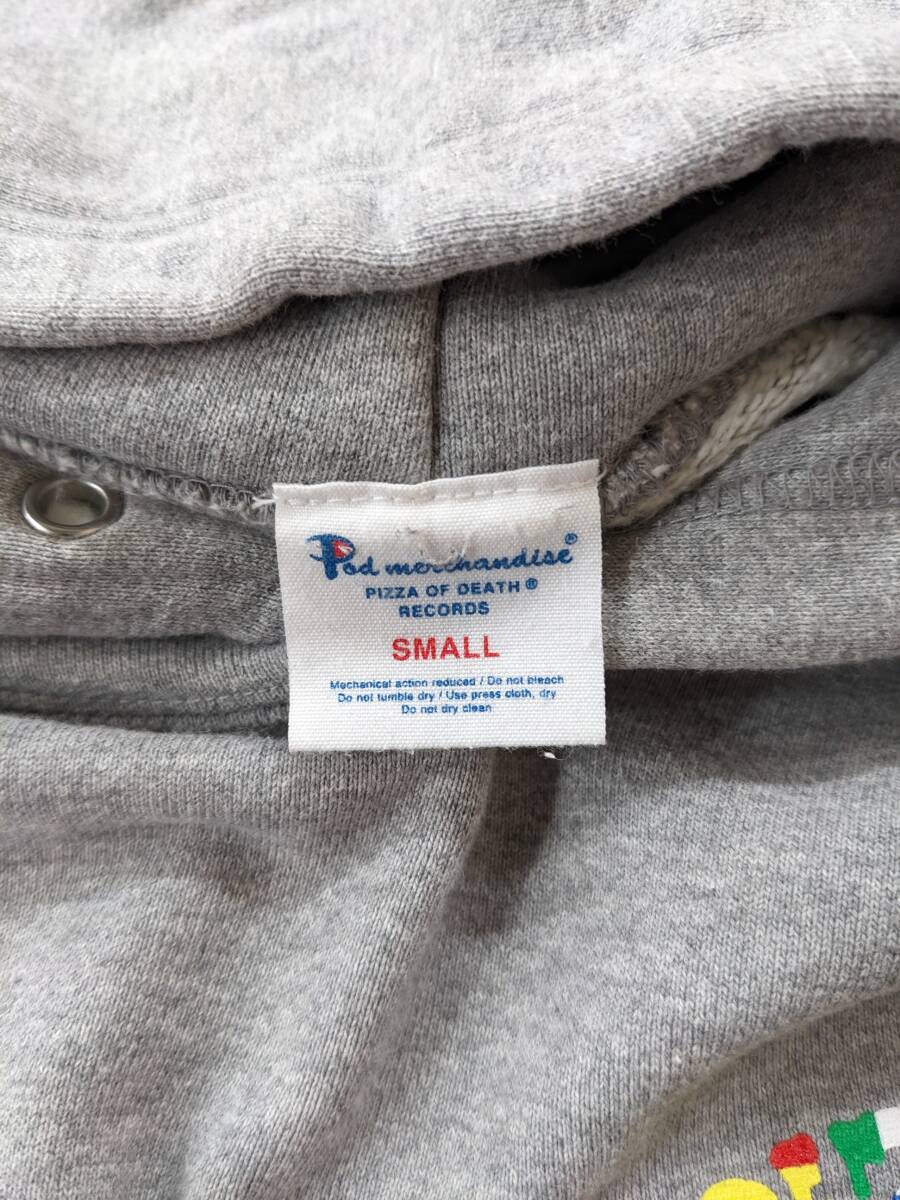 Pod merchandise®
PIZZA OF DEATH®
RECORDS
SMALL
Mechanical action reduced / Do not bleach
Do not tumble dry / Use press cloth, dry
Do not dry clean